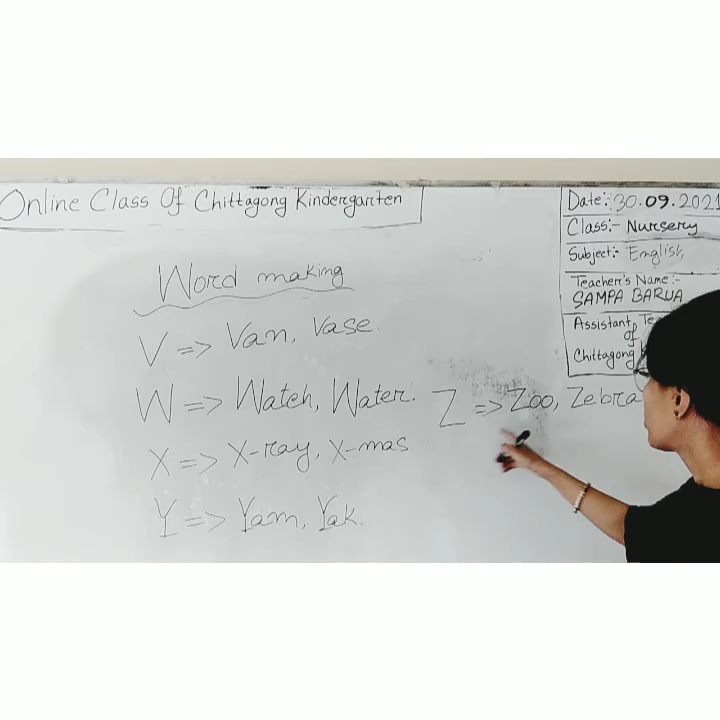 Online Class Of Chittagong Kindergarten
Date:- 30.09.2021
Class:- Nursery
Subject:- English
Teacher's Name:-
SAMPA BARUA
Assistant
of
Chittagong
Word making
V => Van, Vase.
W => Watch, Water.
X => X-ray, X-mas.
Y => Yam, Yak.
Z => Zoo, Zebra